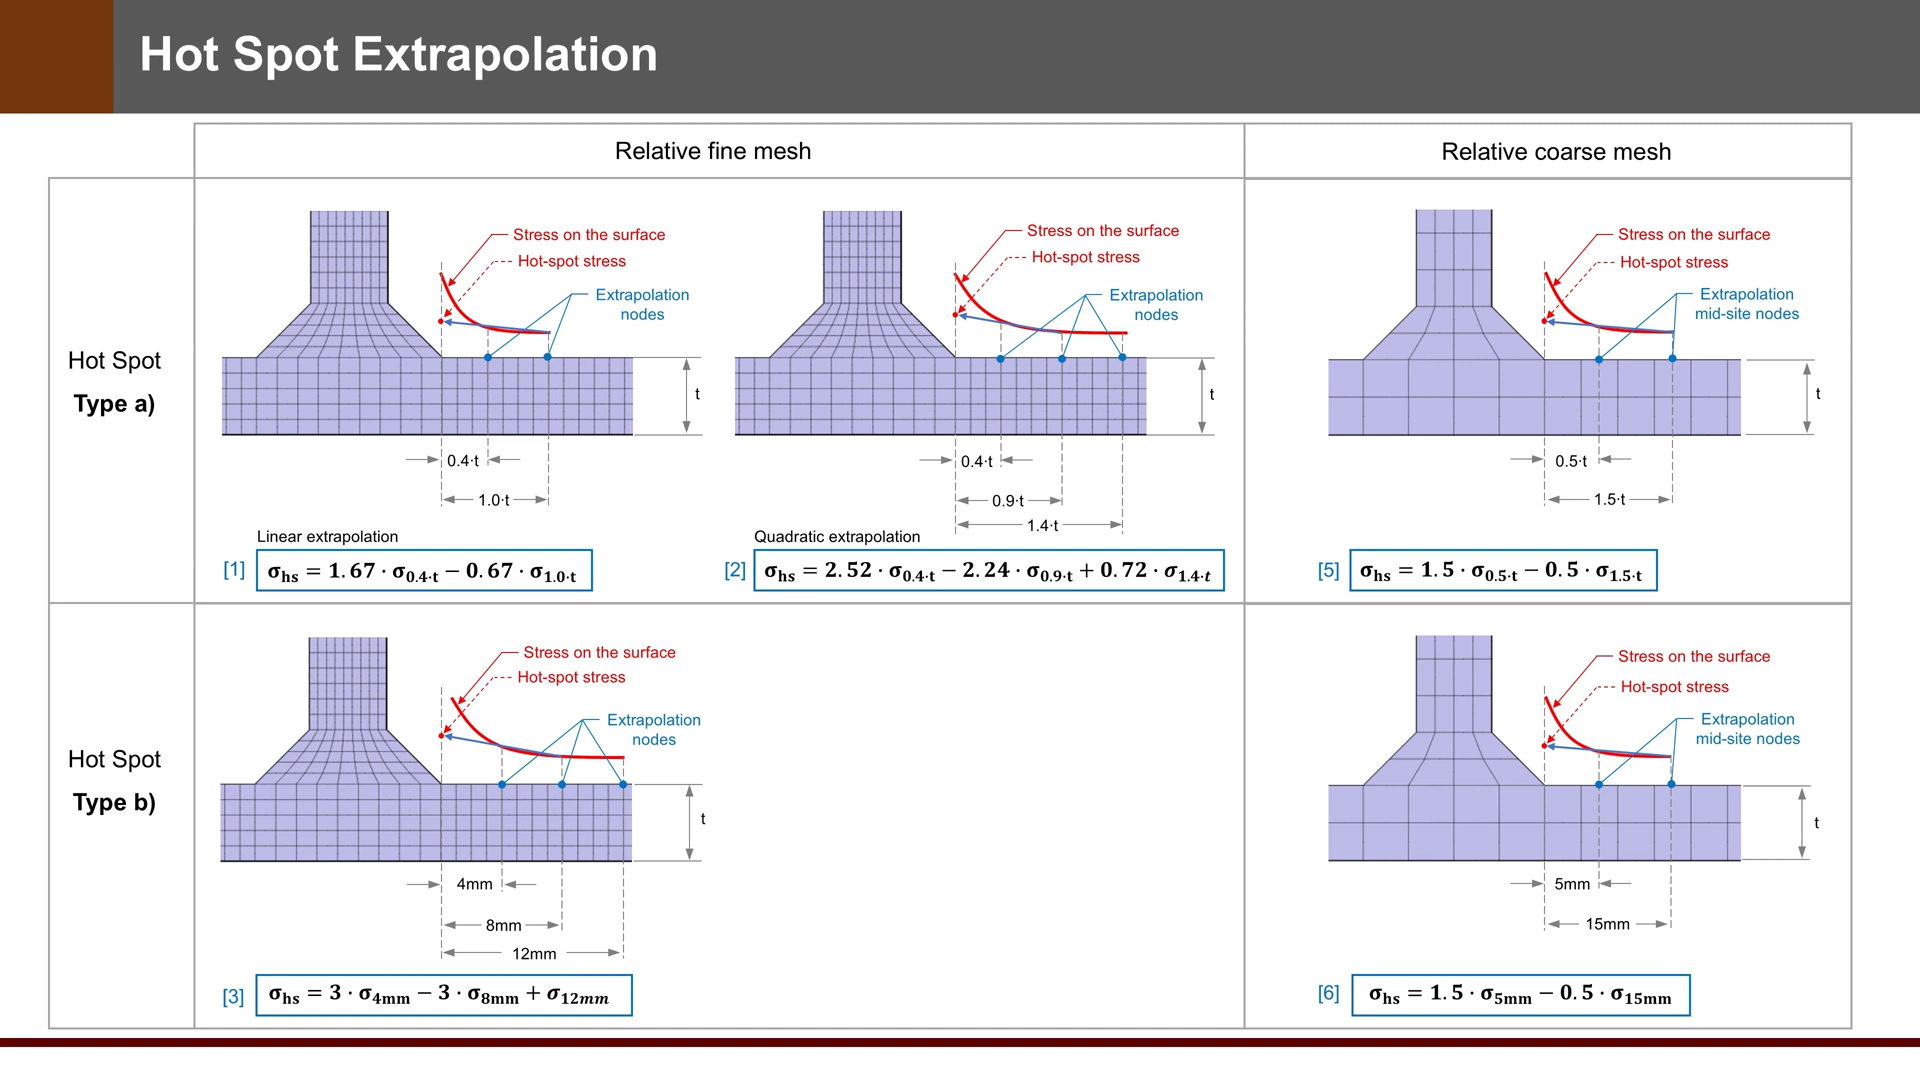 Hot Spot Extrapolation
Relative fine mesh
Relative coarse mesh
Hot Spot
Type a)
Stress on the surface
Hot-spot stress
Extrapolation
nodes
t
0.4·t
1.0·t
Linear extrapolation
[1] σhs = 1.67 · σ0.4·t − 0.67 · σ1.0·t
Stress on the surface
Hot-spot stress
Extrapolation
nodes
t
0.4·t
0.9·t
1.4·t
Quadratic extrapolation
[2] σhs = 2.52 · σ0.4·t − 2.24 · σ0.9·t + 0.72 · σ1.4·t
Stress on the surface
Hot-spot stress
Extrapolation
mid-site nodes
t
0.5·t
1.5·t
[5] σhs = 1.5 · σ0.5·t − 0.5 · σ1.5·t
Hot Spot
Type b)
Stress on the surface
Hot-spot stress
Extrapolation
nodes
t
4mm
8mm
12mm
[3] σhs = 3 · σ4mm − 3 · σ8mm + σ12mm
Stress on the surface
Hot-spot stress
Extrapolation
mid-site nodes
t
5mm
15mm
[6] σhs = 1.5 · σ5mm − 0.5 · σ15mm